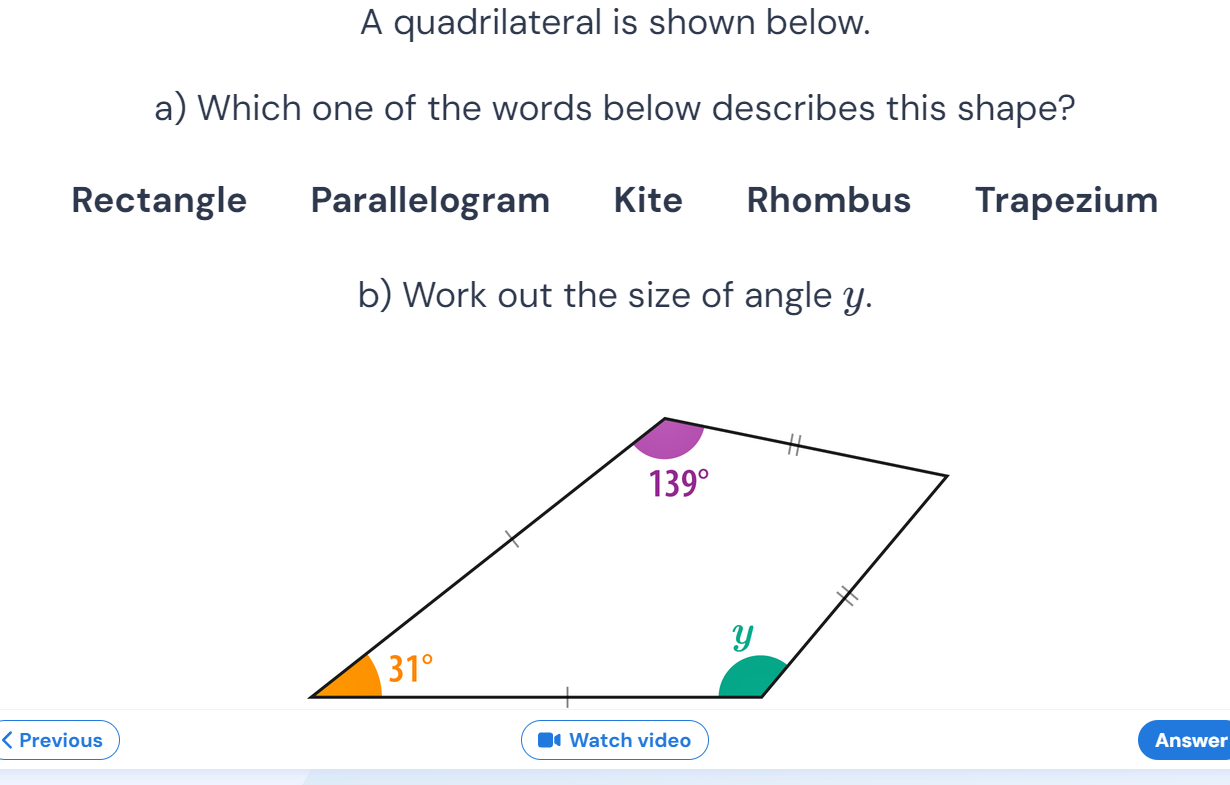 A quadrilateral is shown below.
a) Which one of the words below describes this shape?
Rectangle Parallelogram Kite Rhombus Trapezium
b) Work out the size of angle y.
139°
y
31°
Previous Watch video Answer